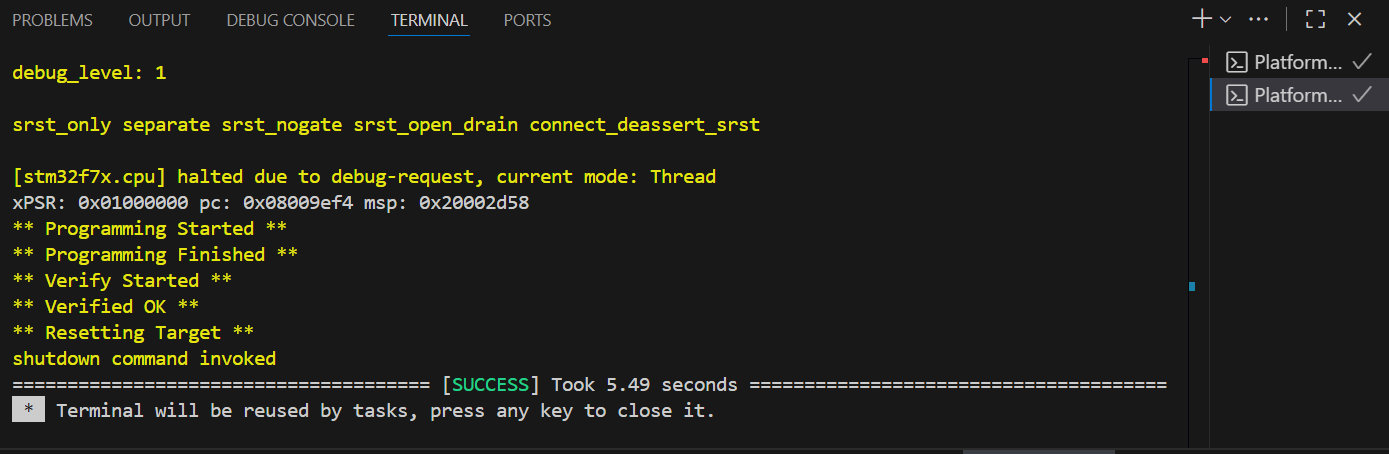 PROBLEMS OUTPUT DEBUG CONSOLE TERMINAL PORTS
debug_level: 1
srst_only separate srst_nogate srst_open_drain connect_deassert_srst
[stm32f7x.cpu] halted due to debug-request, current mode: Thread
xPSR: 0x01000000 pc: 0x08009ef4 msp: 0x20002d58
** Programming Started **
** Programming Finished **
** Verify Started **
** Verified OK **
** Resetting Target **
shutdown command invoked
====================================== [SUCCESS] Took 5.49 seconds ======================================
* Terminal will be reused by tasks, press any key to close it.
Platform...
Platform...